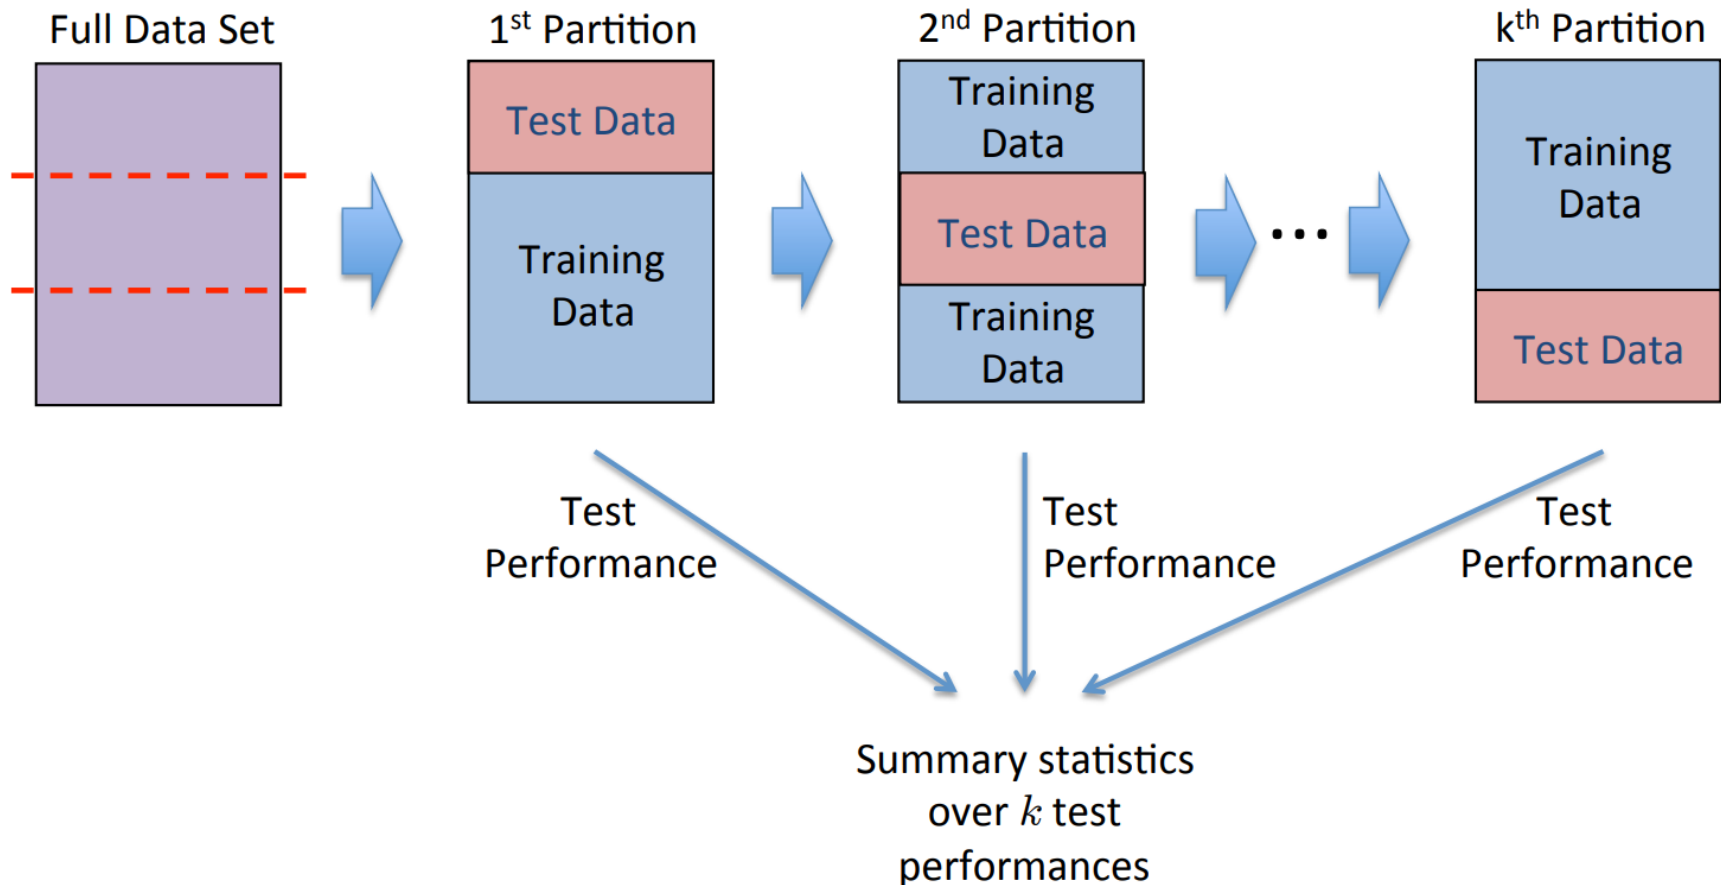 Full Data Set
1st Partition
2nd Partition
kth Partition
Test Data
Training
Data
Training
Data
Test Data
Training
Data
...
Training
Data
Test Data
Test
Performance
Test
Performance
Test
Performance
Summary statistics
over k test
performances